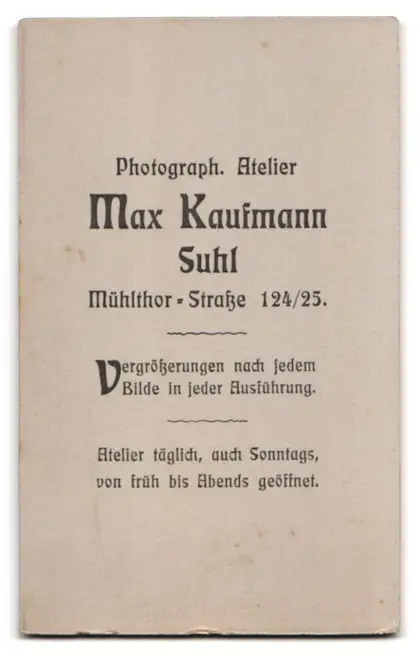 Photograph. Atelier
Max Kaufmann
Suhl
Mühlthor-Straße 124/25.
Vergrößerungen nach jedem
Bilde in jeder Ausführung.
Atelier täglich, auch Sonntags,
von früh bis Abends geöffnet.